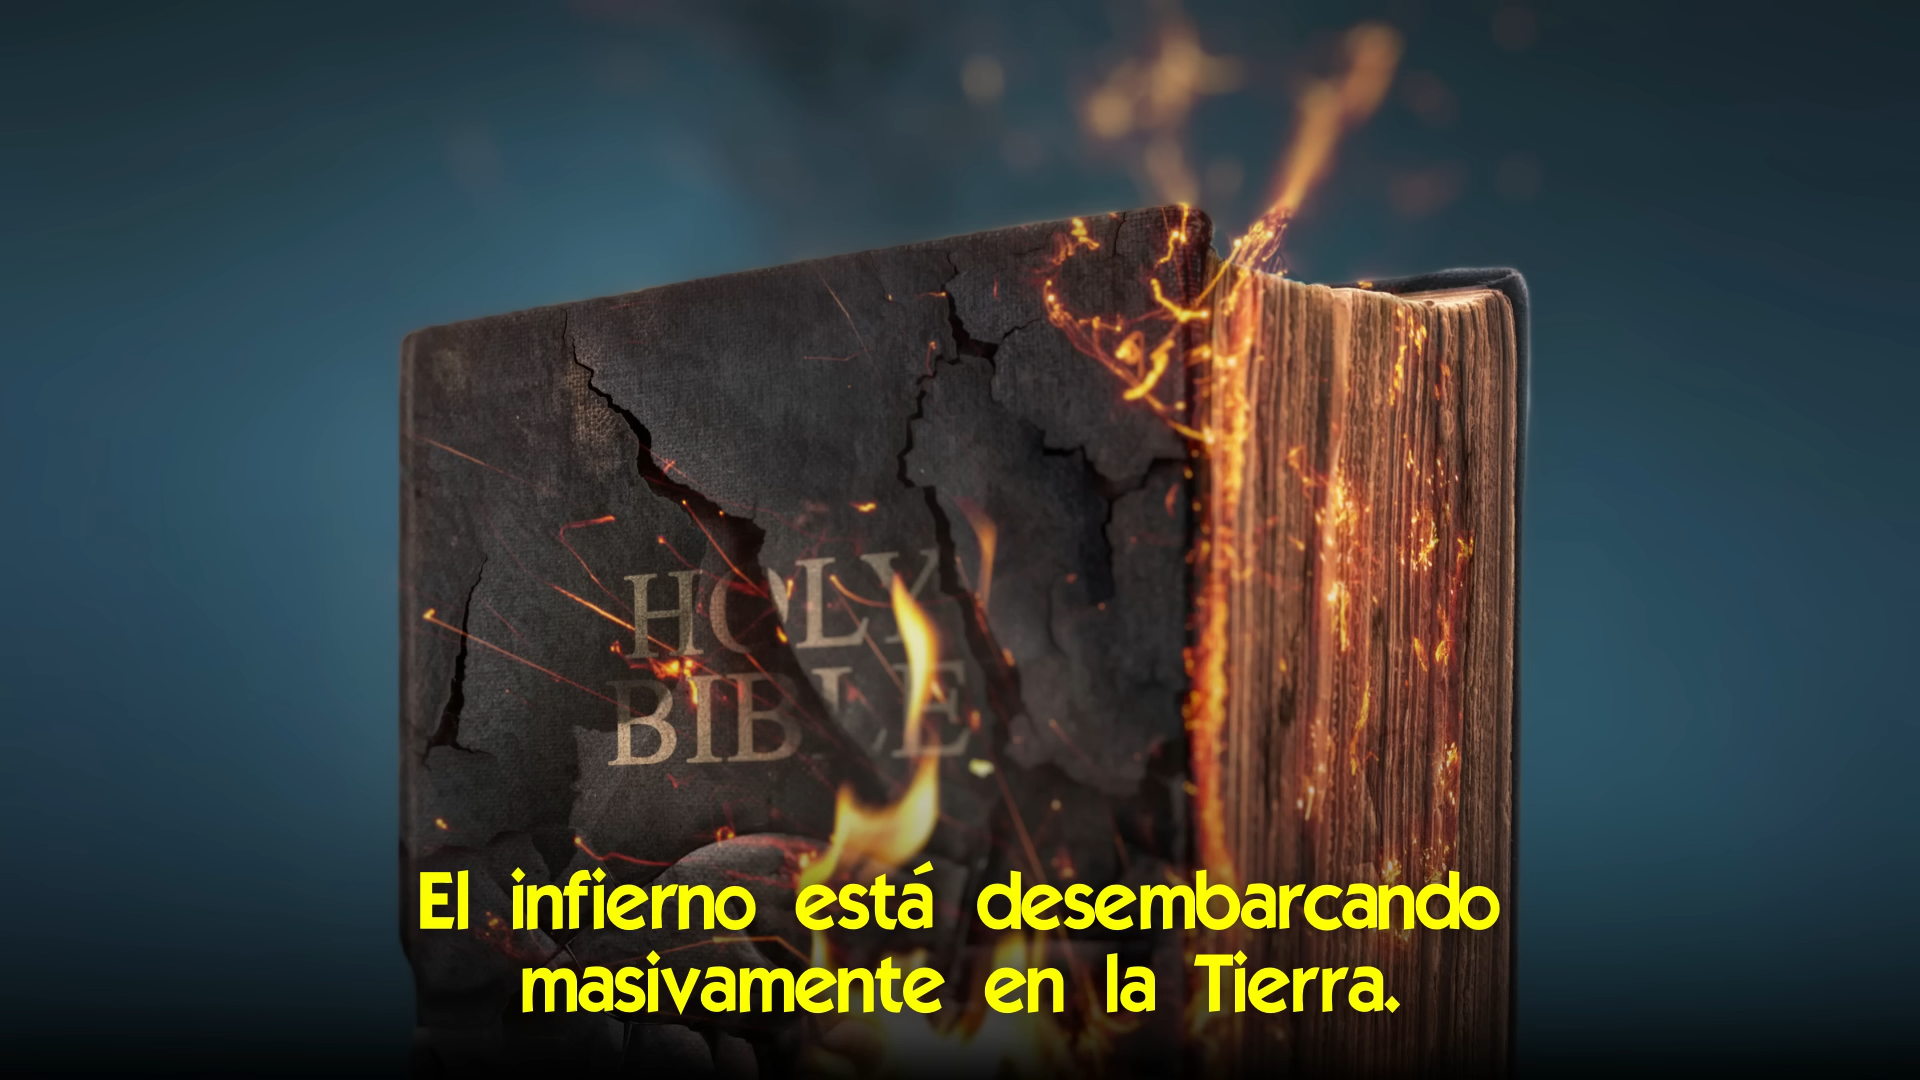 HOLY
BIBLE
El infierno está desembarcando
masivamente en la Tierra.